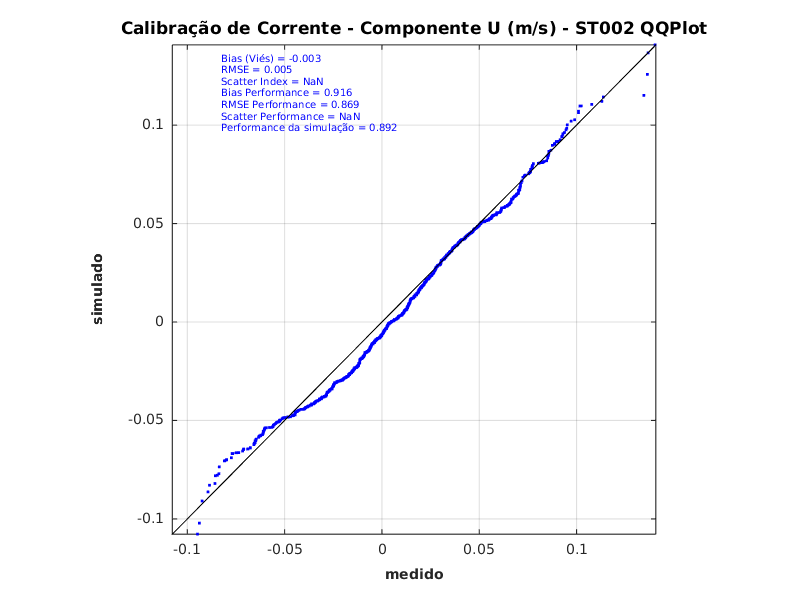 Calibração de Corrente - Componente U (m/s) - ST002 QQPlot
Bias (Viés) = -0.003
RMSE = 0.005
Scatter Index = NaN
Bias Performance = 0.916
RMSE Performance = 0.869
Scatter Performance = NaN
Performance da simulação = 0.892
0.1
0.05
0
-0.05
-0.1
simulado
-0.1
-0.05
0
0.05
0.1
medido